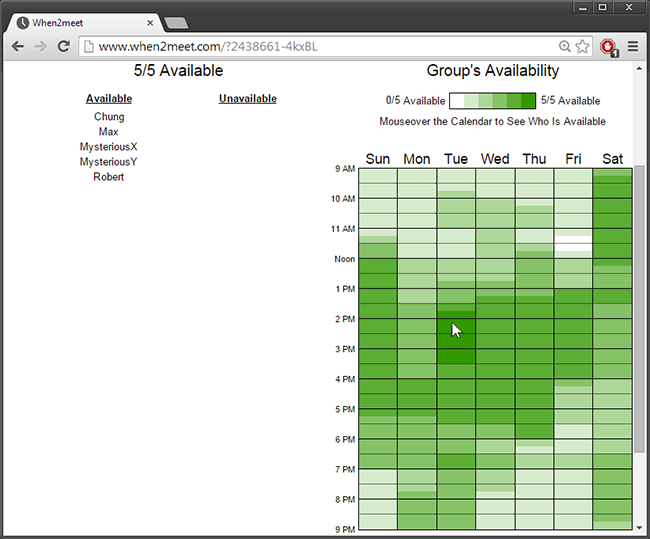 When2meet
www.when2meet.com/?2438661-4kxBL
1
5/5 Available
Available
Unavailable
Chung
Max
MysteriousX
MysteriousY
Robert
Group's Availability
0/5 Available
5/5 Available
Mouseover the Calendar to See Who Is Available
Sun Mon Tue Wed Thu Fri Sat
9 AM
10 AM
11 AM
Noon
1 PM
2 PM
3 PM
4 PM
5 PM
6 PM
7 PM
8 PM
9 PM